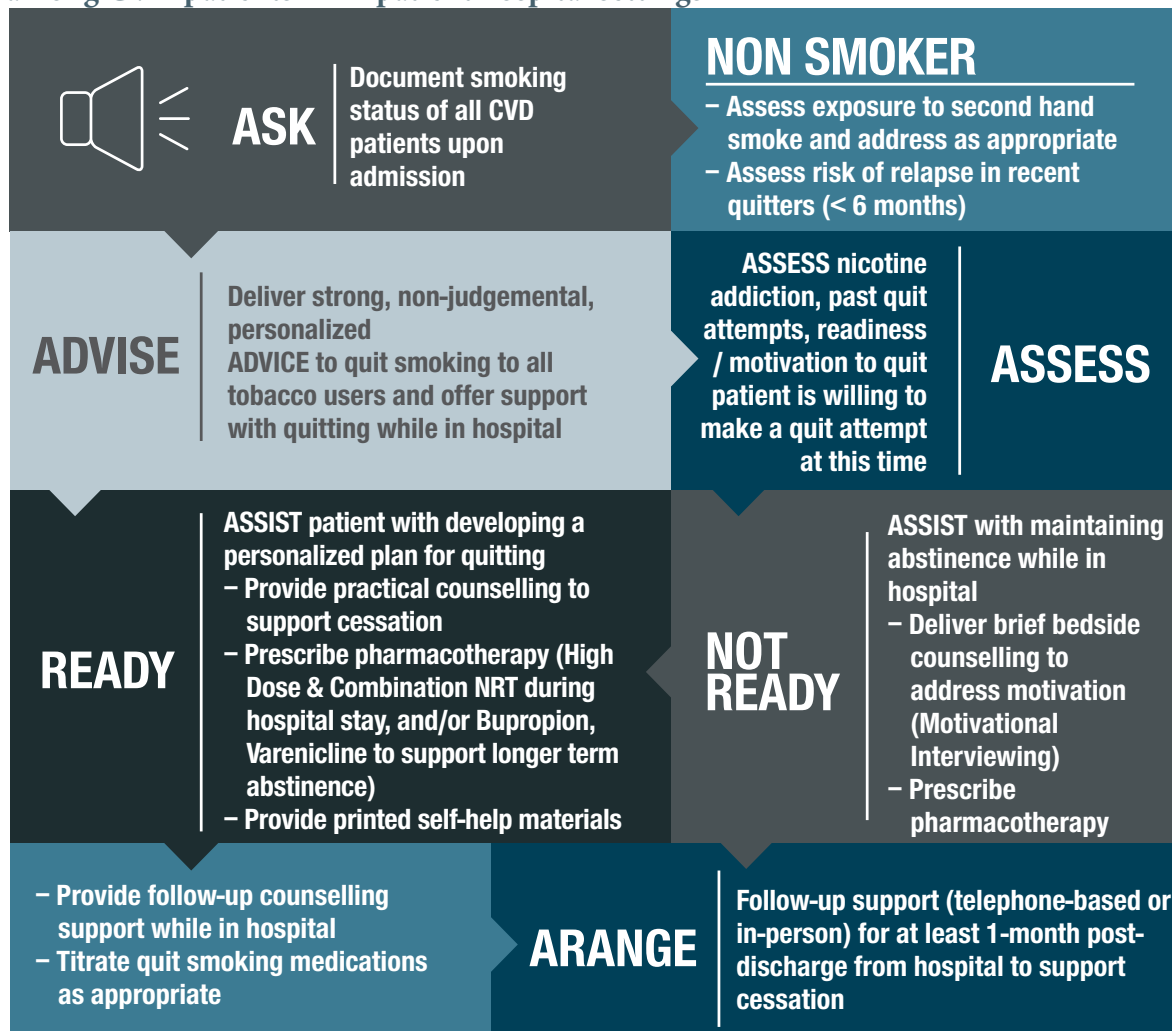 ASK
Document smoking
status of all CVD
patients upon
admission
NON SMOKER
– Assess exposure to second hand
smoke and address as appropriate
– Assess risk of relapse in recent
quitters (< 6 months)
ADVISE
Deliver strong, non-judgemental,
personalized
ADVICE to quit smoking to all
tobacco users and offer support
with quitting while in hospital
ASSESS nicotine
addiction, past quit
attempts, readiness
/ motivation to quit
patient is willing to
make a quit attempt
at this time
ASSESS
READY
ASSIST patient with developing a
personalized plan for quitting
– Provide practical counselling to
support cessation
– Prescribe pharmacotherapy (High
Dose & Combination NRT during
hospital stay, and/or Bupropion,
Varenicline to support longer term
abstinence)
– Provide printed self-help materials
NOT
READY
ASSIST with maintaining
abstinence while in
hospital
– Deliver brief bedside
counselling to
address motivation
(Motivational
Interviewing)
– Prescribe
pharmacotherapy
– Provide follow-up counselling
support while in hospital
– Titrate quit smoking medications
as appropriate
ARANGE
Follow-up support (telephone-based or
in-person) for at least 1-month post-
discharge from hospital to support
cessation